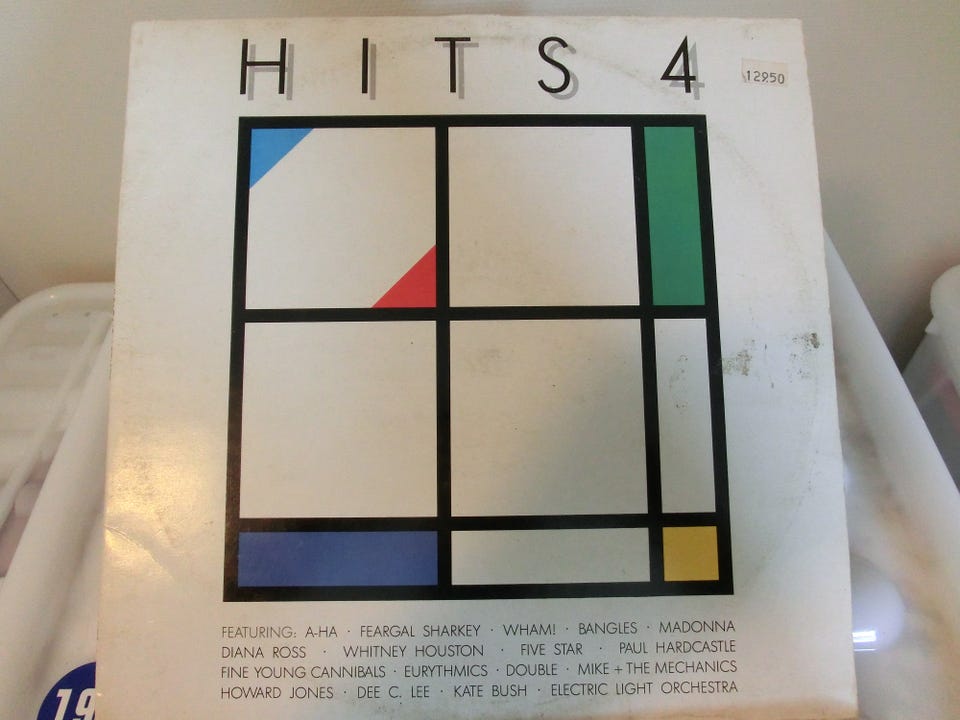 HITS 4
12950
FEATURING: A-HA · FEARGAL SHARKEY · WHAM! · BANGLES · MADONNA
DIANA ROSS · WHITNEY HOUSTON · FIVE STAR · PAUL HARDCASTLE
FINE YOUNG CANNIBALS · EURYTHMICS · DOUBLE · MIKE + THE MECHANICS
HOWARD JONES · DEE C. LEE · KATE BUSH · ELECTRIC LIGHT ORCHESTRA
19